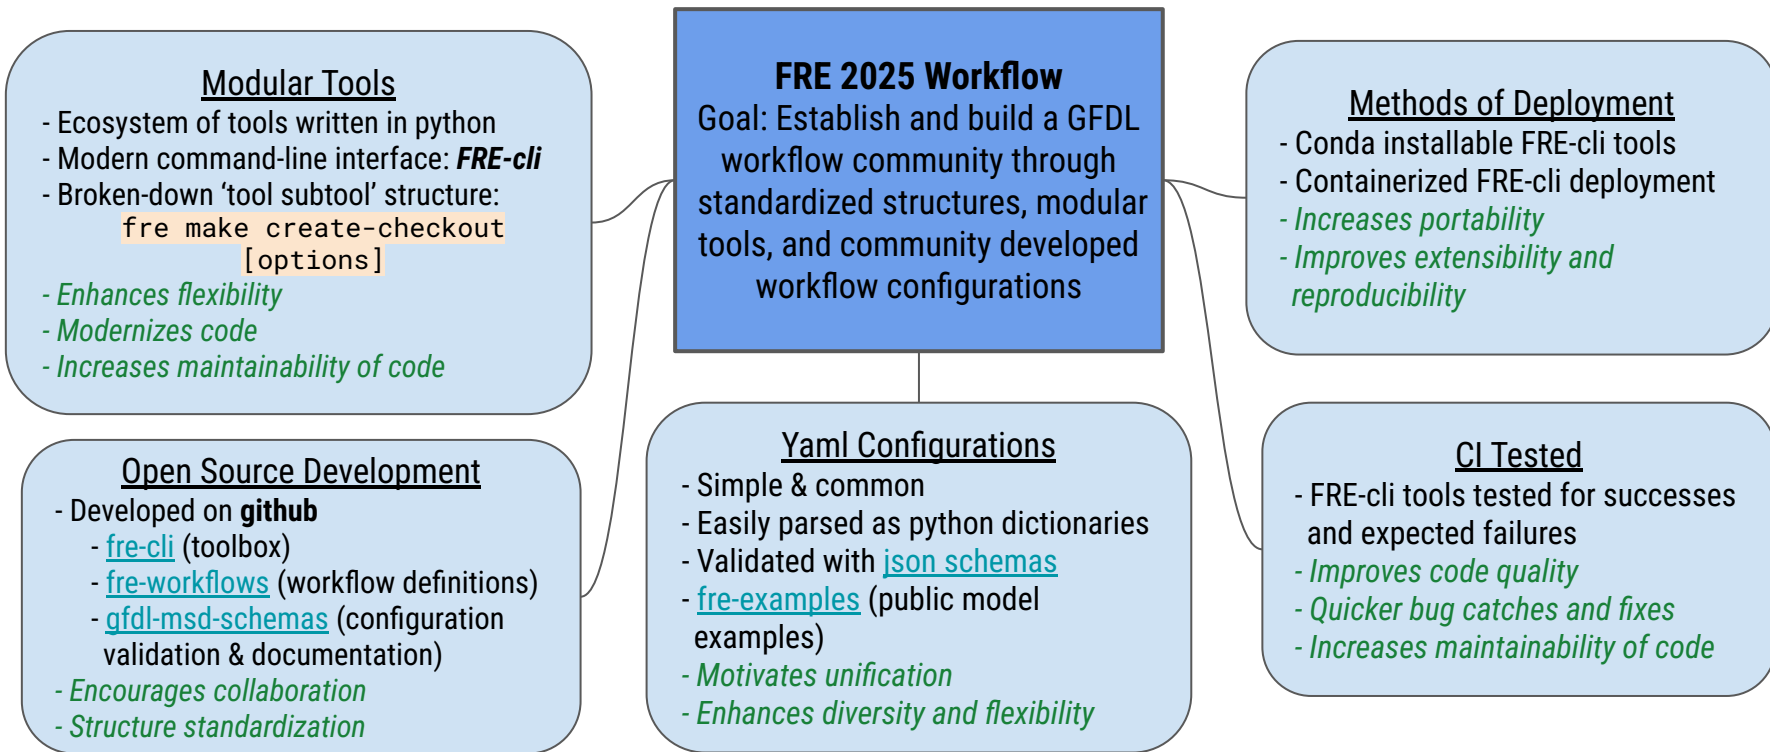 Modular Tools
- Ecosystem of tools written in python
- Modern command-line interface: FRE-cli
- Broken-down ‘tool subtool’ structure:
fre make create-checkout
[options]
- Enhances flexibility
- Modernizes code
- Increases maintainability of code
FRE 2025 Workflow
Goal: Establish and build a GFDL
workflow community through
standardized structures, modular
tools, and community developed
workflow configurations
Methods of Deployment
- Conda installable FRE-cli tools
- Containerized FRE-cli deployment
- Increases portability
- Improves extensibility and
reproducibility
Open Source Development
- Developed on github
- fre-cli (toolbox)
- fre-workflows (workflow definitions)
- gfdl-msd-schemas (configuration
validation & documentation)
- Encourages collaboration
- Structure standardization
Yaml Configurations
- Simple & common
- Easily parsed as python dictionaries
- Validated with json schemas
- fre-examples (public model
examples)
- Motivates unification
- Enhances diversity and flexibility
CI Tested
- FRE-cli tools tested for successes
and expected failures
- Improves code quality
- Quicker bug catches and fixes
- Increases maintainability of code